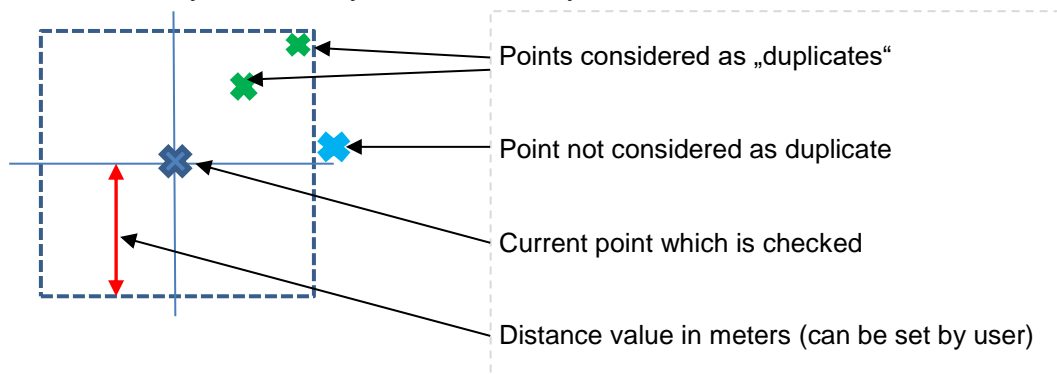 Points considered as „duplicates“
Point not considered as duplicate
Current point which is checked
Distance value in meters (can be set by user)